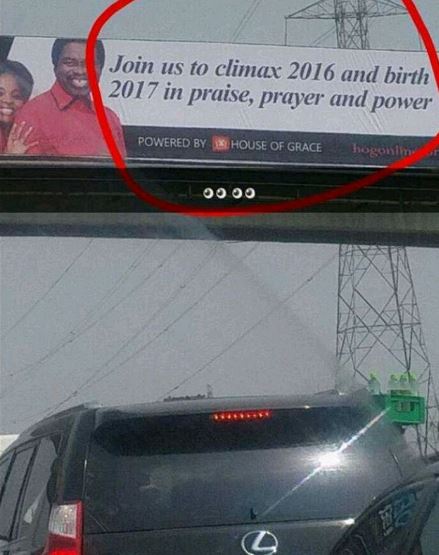 Join us to climax 2016 and birth
2017 in praise, prayer and power
POWERED BY HOUSE OF GRACE